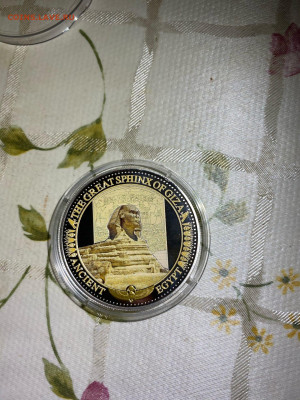 THE GREAT SPHINX OF GIZA
ANCIENT EGYPT